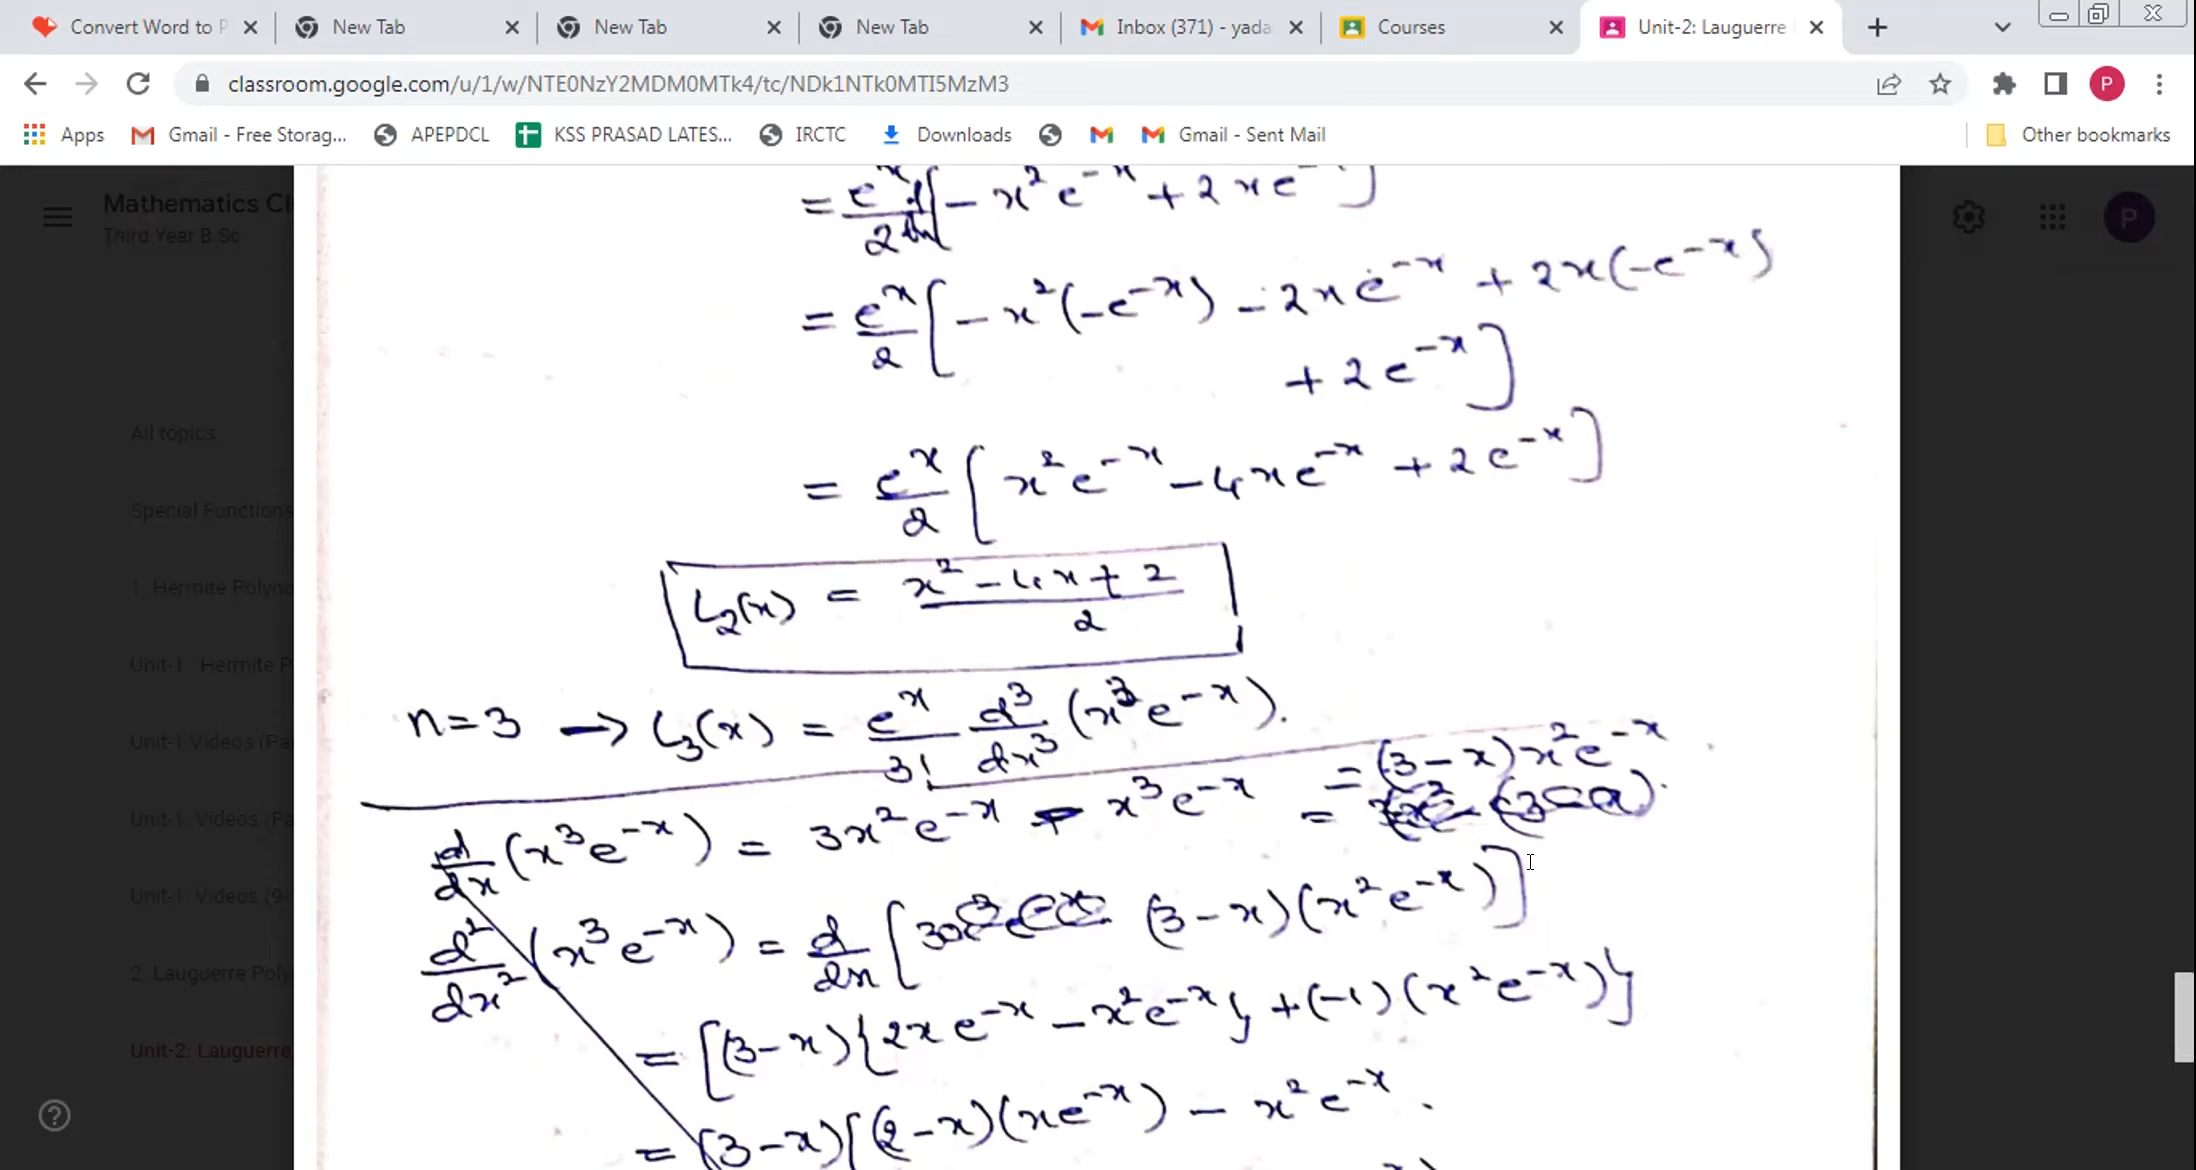 Convert Word to P
New Tab
New Tab
New Tab
Inbox (371) - yada
Courses
Unit-2: Lauguerre
classroom.google.com/u/1/w/NTE0NzY2MDM0MTk4/tc/NDk1NTk0MTI5MzM3
P
Apps
Gmail - Free Storag...
APEPDCL
KSS PRASAD LATES...
IRCTC
Downloads
Gmail - Sent Mail
Other bookmarks
Mathematics Cl
Third Year B.Sc
P
All topics
Special Functions
1. Hermite Polyno
Unit-1 : Hermite P
Unit-1 Videos (Pa
Unit-1: Videos (Pa
Unit-1: Videos (9-
2. Lauguerre Poly
Unit-2: Lauguerre
= e^x/2 [- x^2 e^-x + 2xe^- ]
= e^x/2 [- x^2(-e^-x) - 2xe^-x + 2x(-e^-x)
+ 2e^-x]
= e^x/2 [x^2 e^-x - 4xe^-x + 2e^-x]
L2(x) = x^2 - 4x + 2 / 2
n=3 → L3(x) = e^x/3! d^3/dx^3 (x^3 e^-x).
= (3-x)x^2 e^-x
d/dx (x^3 e^-x) = 3x^2 e^-x - x^3 e^-x =
d^2/dx^2 (x^3 e^-x) = d/dx [(3-x)(x^2 e^-x)]
= [(3-x){2xe^-x - x^2 e^-x} + (-1)(x^2 e^-x)}
= (3-x)[(2-x)(xe^-x) - x^2 e^-x.